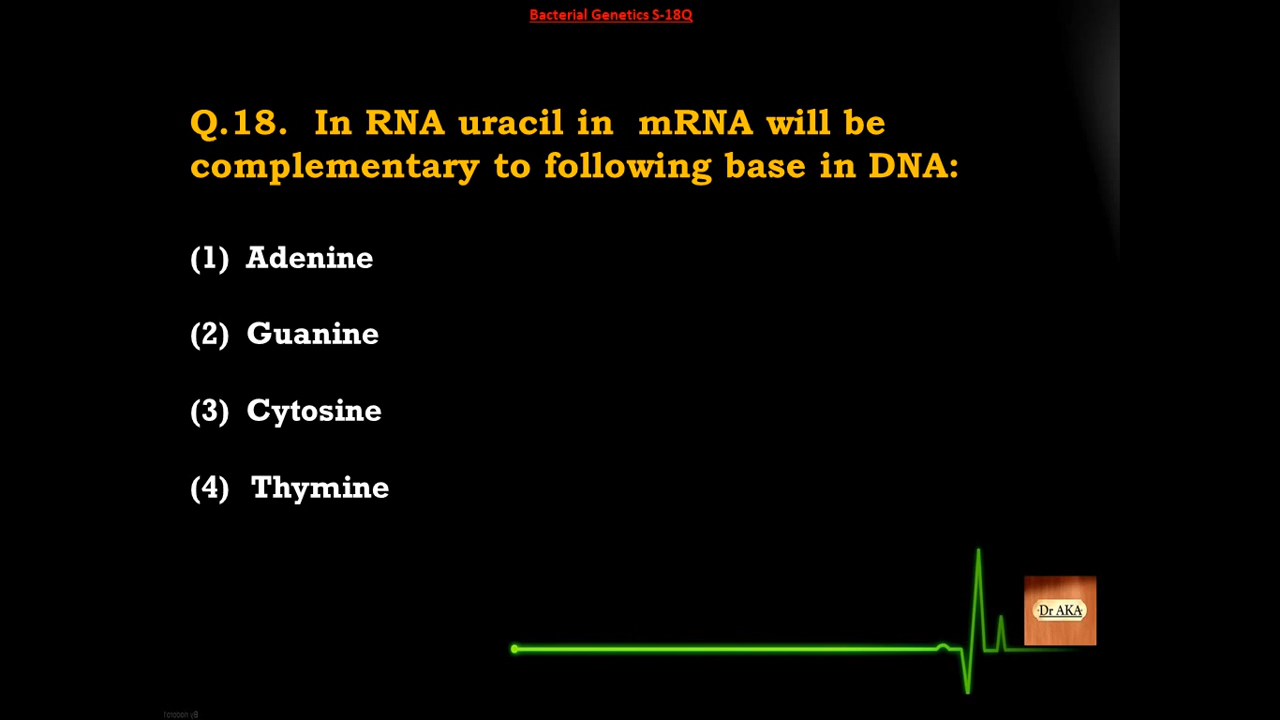 Bacterial Genetics S-18Q
Q.18. In RNA uracil in mRNA will be
complementary to following base in DNA:
(1) Adenine
(2) Guanine
(3) Cytosine
(4) Thymine
Dr AKA